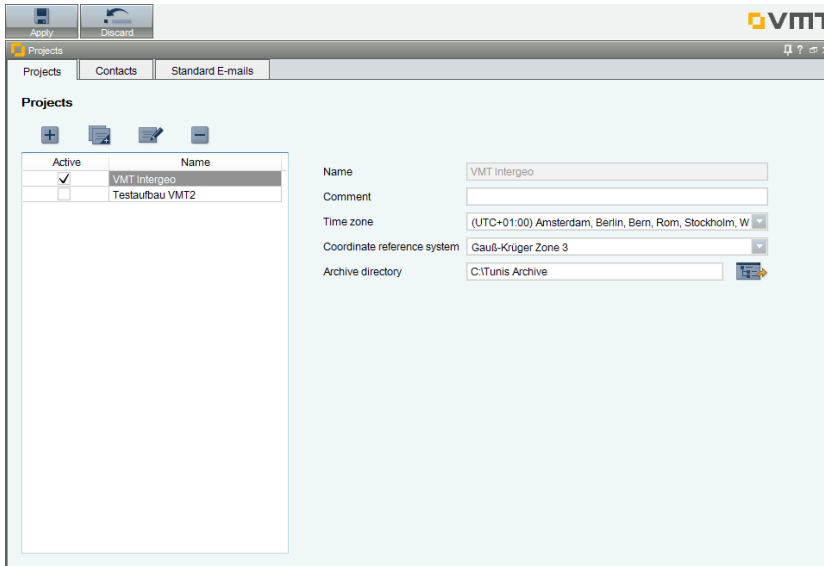 Apply Discard
VMT
Projects
?
Projects Contacts Standard E-mails
Projects
Active Name
VMT Intergeo
Testaufbau VMT2
Name VMT Intergeo
Comment
Time zone (UTC+01:00) Amsterdam, Berlin, Bern, Rom, Stockholm, W
Coordinate reference system Gauß-Krüger Zone 3
Archive directory C:\Tunis Archive